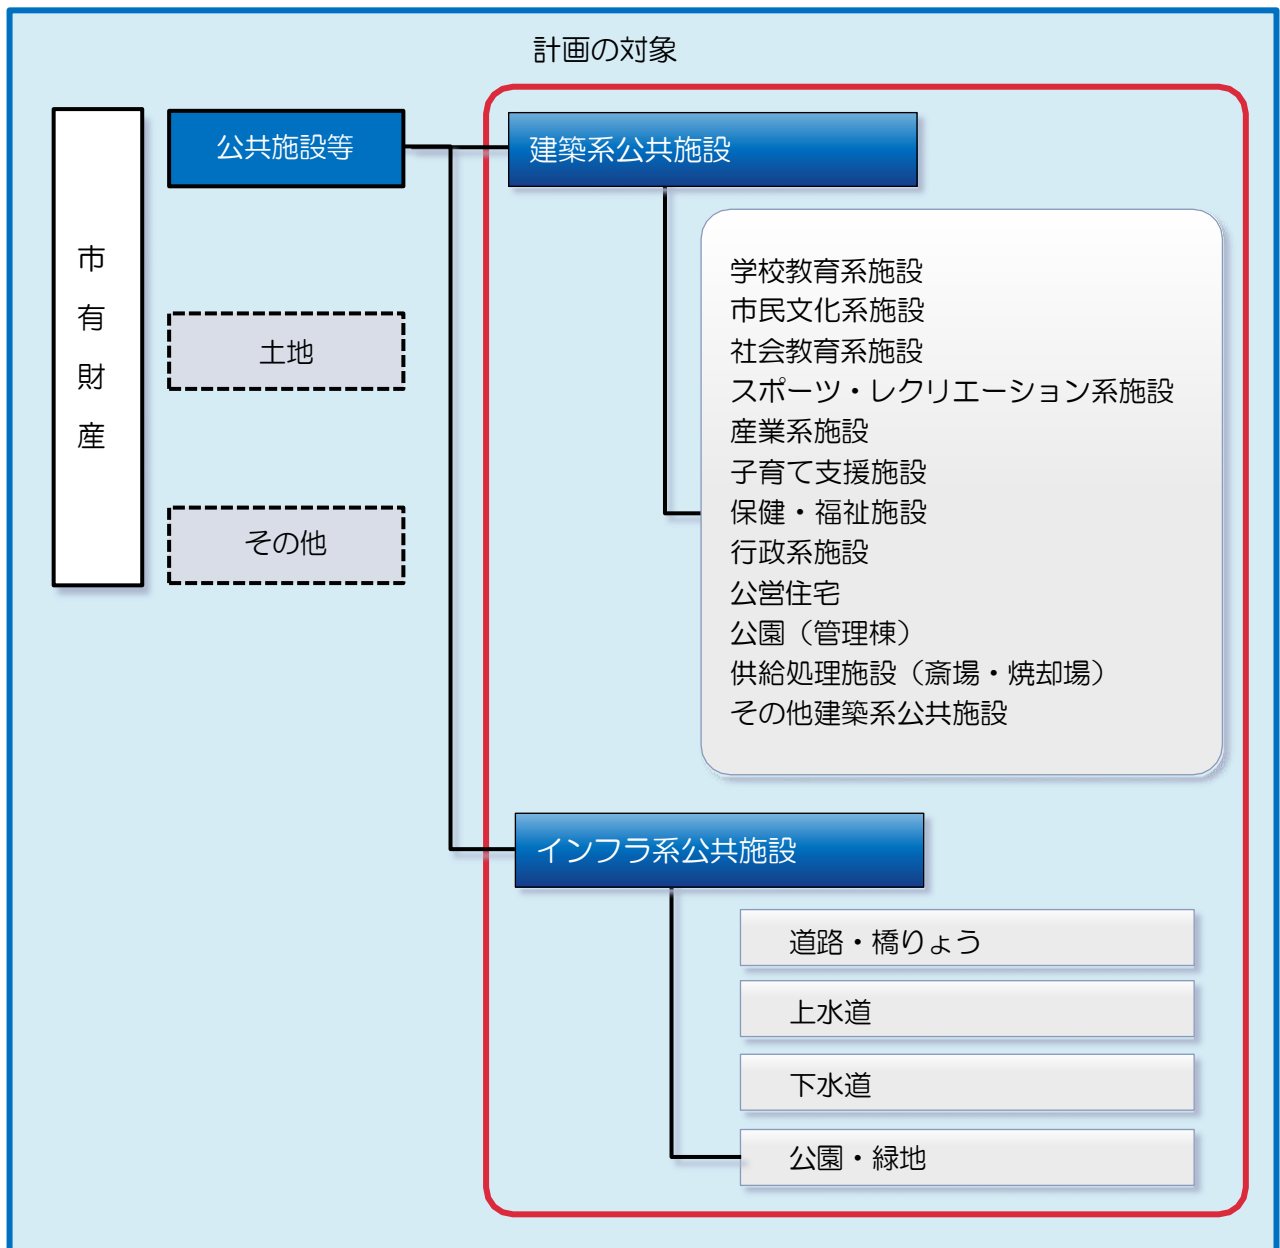 計画の対象
市有財産
公共施設等
土地
その他
建築系公共施設
学校教育系施設
市民文化系施設
社会教育系施設
スポーツ・レクリエーション系施設
産業系施設
子育て支援施設
保健・福祉施設
行政系施設
公営住宅
公園（管理棟）
供給処理施設（斎場・焼却場）
その他建築系公共施設
インフラ系公共施設
道路・橋りょう
上水道
下水道
公園・緑地